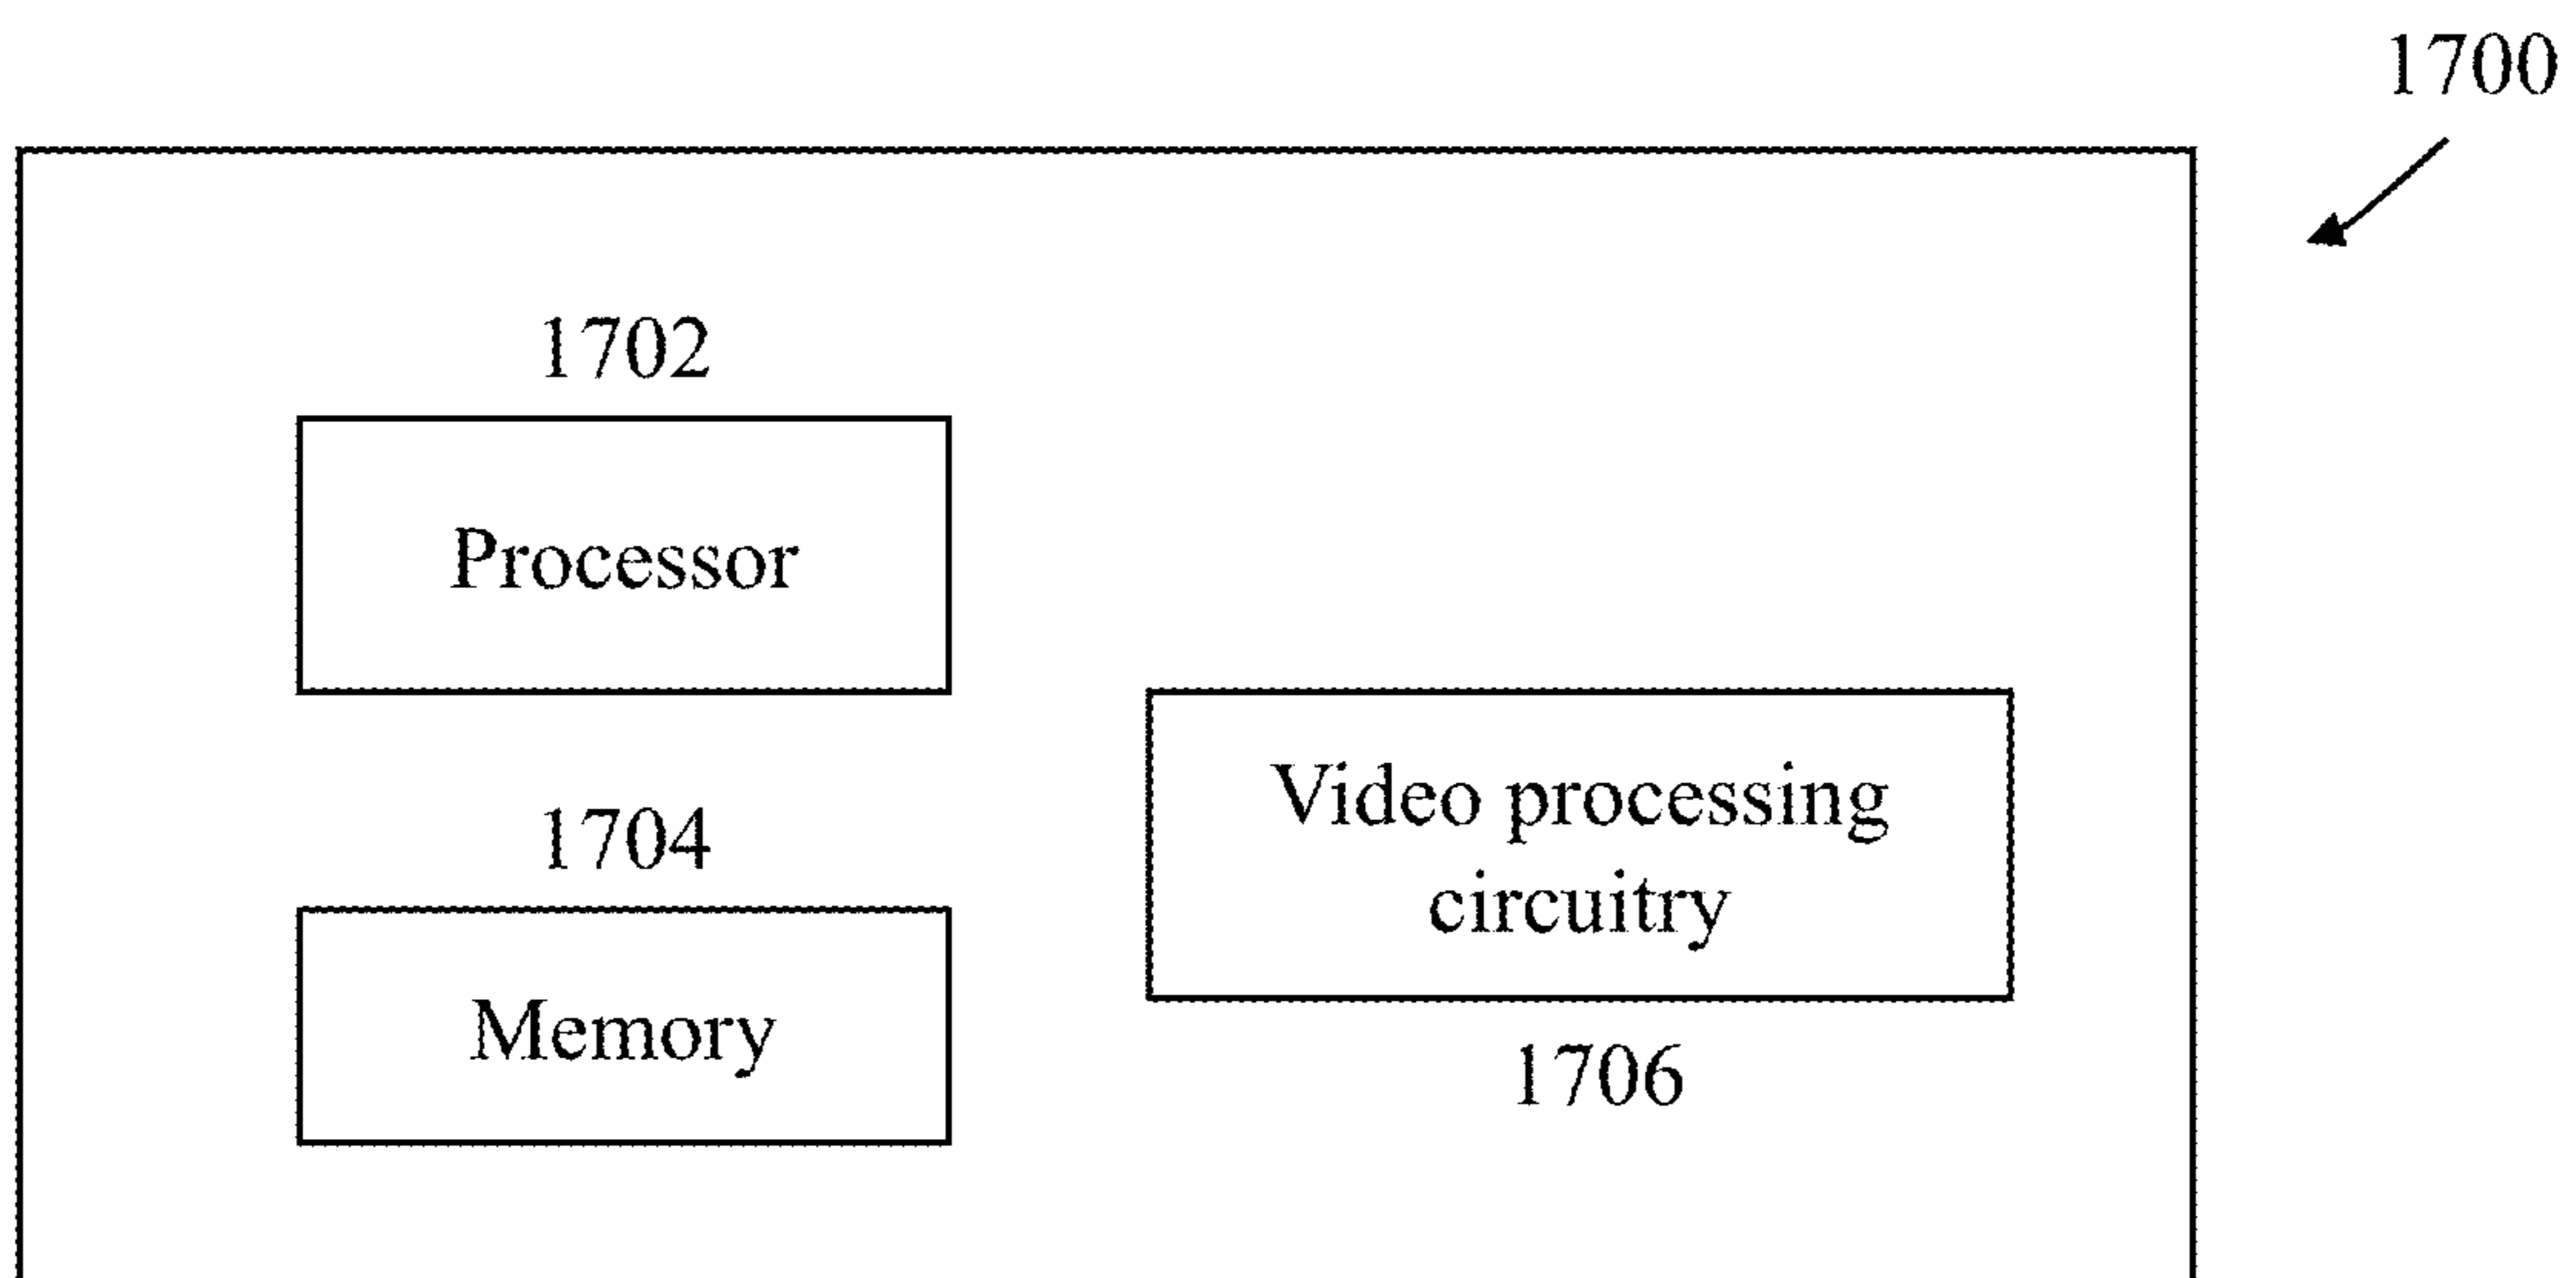 1700
1702
Processor
1704
Memory
Video processing
circuitry
1706